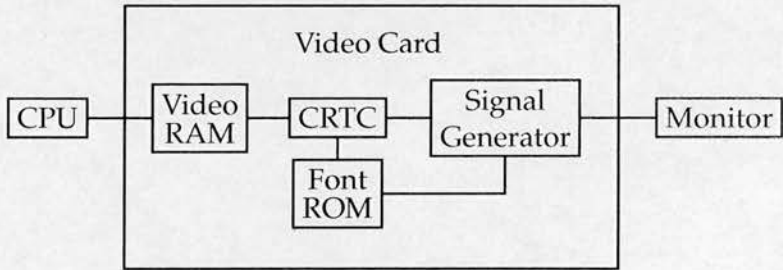 Video Card
CPU
Video
RAM
CRTC
Signal
Generator
Monitor
Font
ROM